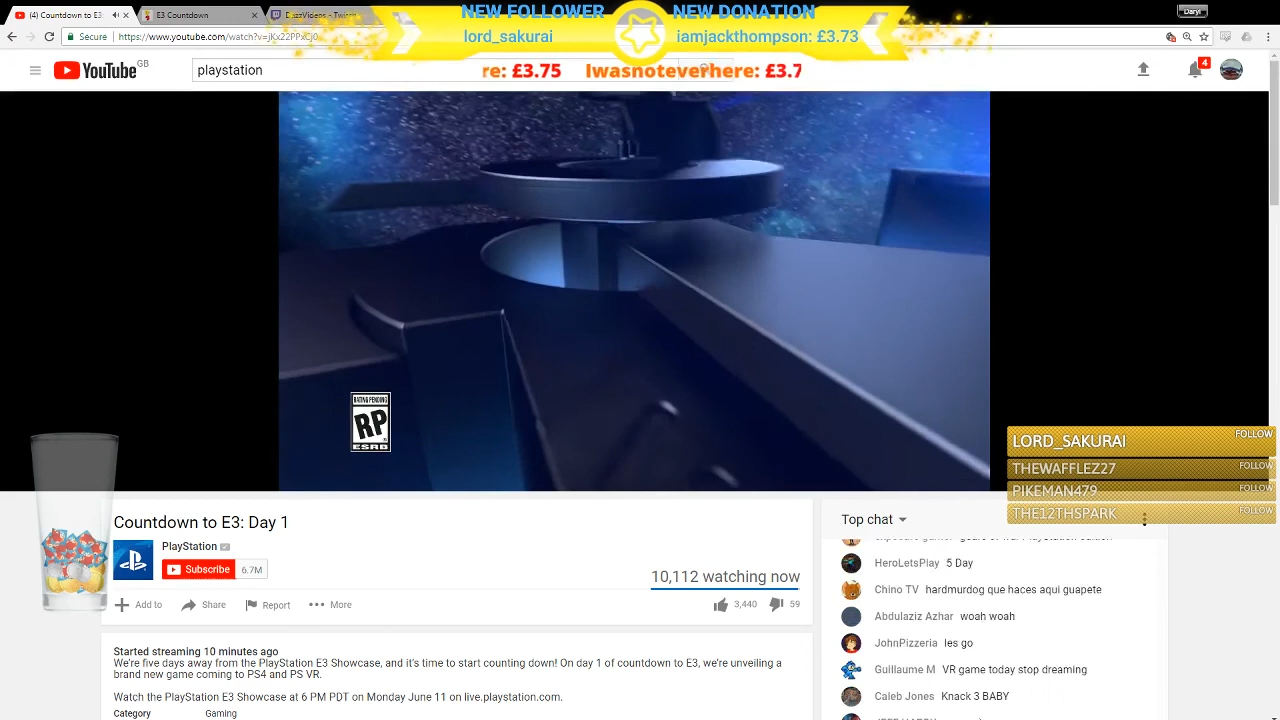 NEW FOLLOWER
NEW DONATION
lord_sakurai
iamjackthompson: £3.73
re: £3.75 Iwasnoteverhere: £3.7
(4) Countdown to E3:
E3 Countdown
Daryl
Secure
https://www.youtube.com/watch?v=jKx22PPxCj0
YouTube GB
playstation
4
RATING PENDING
RP
ESRB
LORD_SAKURAI FOLLOW
THEWAFFLEZ27 FOLLOW
PIKEMAN479 FOLLOW
THE12THSPARK FOLLOW
Countdown to E3: Day 1
PlayStation
Subscribe 6.7M
10,112 watching now
Add to Share Report More
3,440 59
Started streaming 10 minutes ago
We're five days away from the PlayStation E3 Showcase, and it's time to start counting down! On day 1 of countdown to E3, we're unveiling a
brand new game coming to PS4 and PS VR.
Watch the PlayStation E3 Showcase at 6 PM PDT on Monday June 11 on live.playstation.com.
Category Gaming
Top chat
HeroLetsPlay 5 Day
Chino TV hardmurdog que haces aqui guapete
Abdulaziz Azhar woah woah
JohnPizzeria les go
Guillaume M VR game today stop dreaming
Caleb Jones Knack 3 BABY